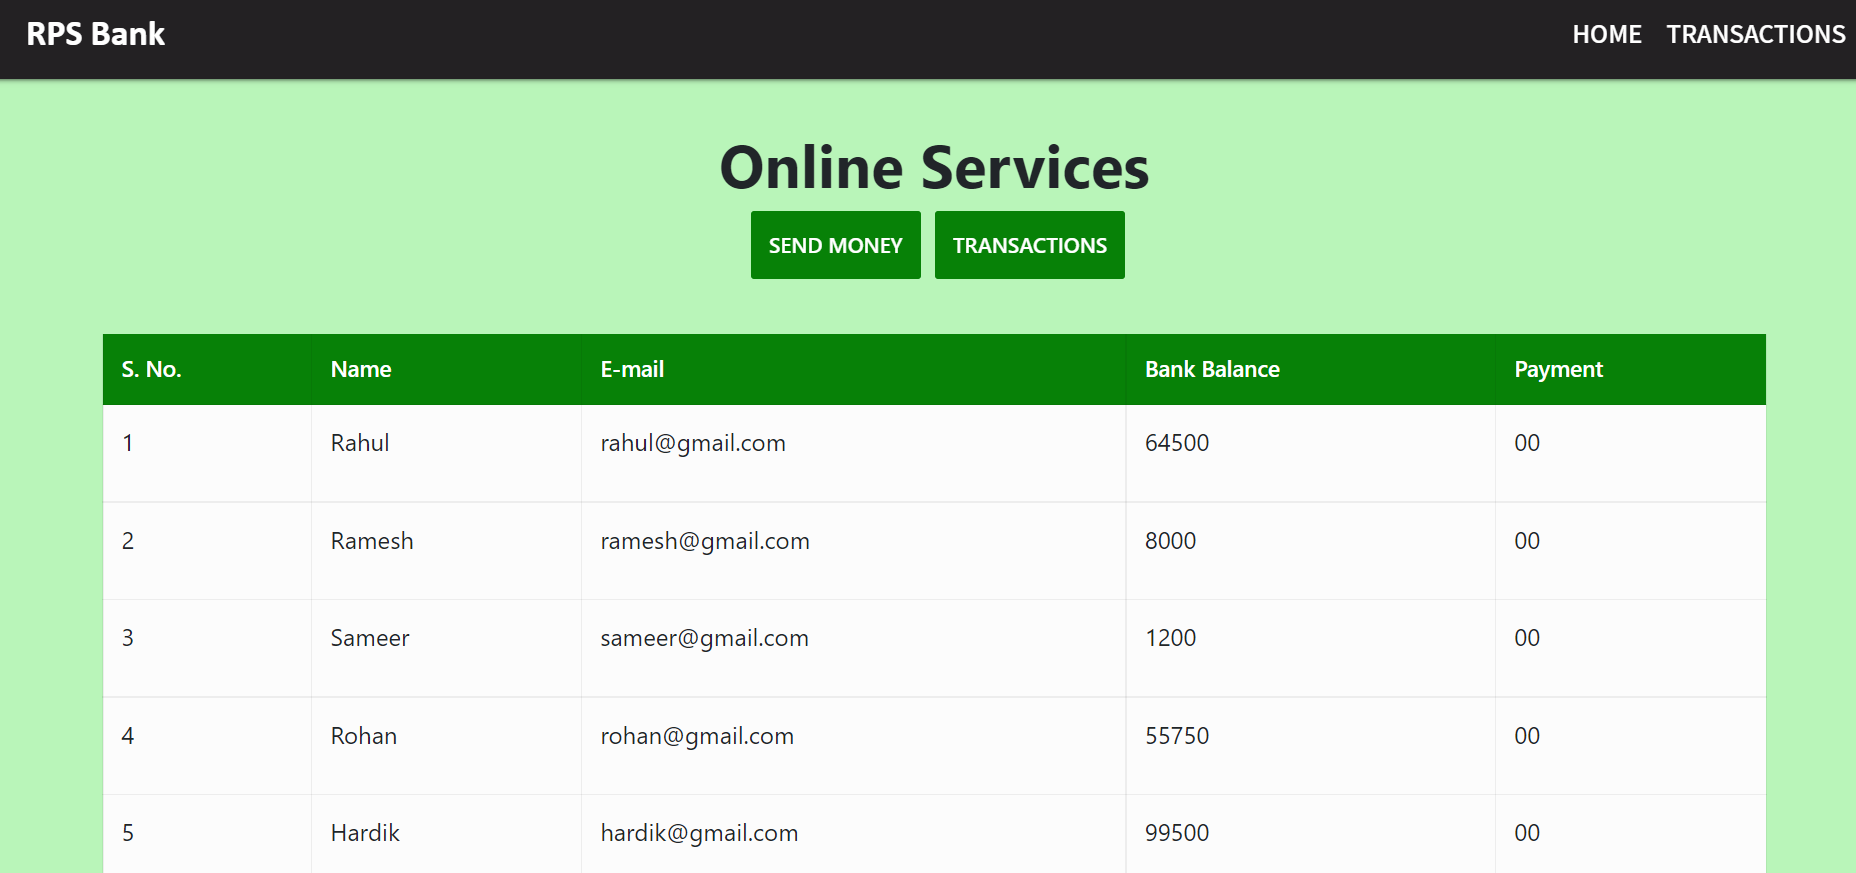 RPS Bank HOME TRANSACTIONS
Online Services
SEND MONEY TRANSACTIONS
S. No. Name E-mail Bank Balance Payment
1 Rahul rahul@gmail.com 64500 00
2 Ramesh ramesh@gmail.com 8000 00
3 Sameer sameer@gmail.com 1200 00
4 Rohan rohan@gmail.com 55750 00
5 Hardik hardik@gmail.com 99500 00